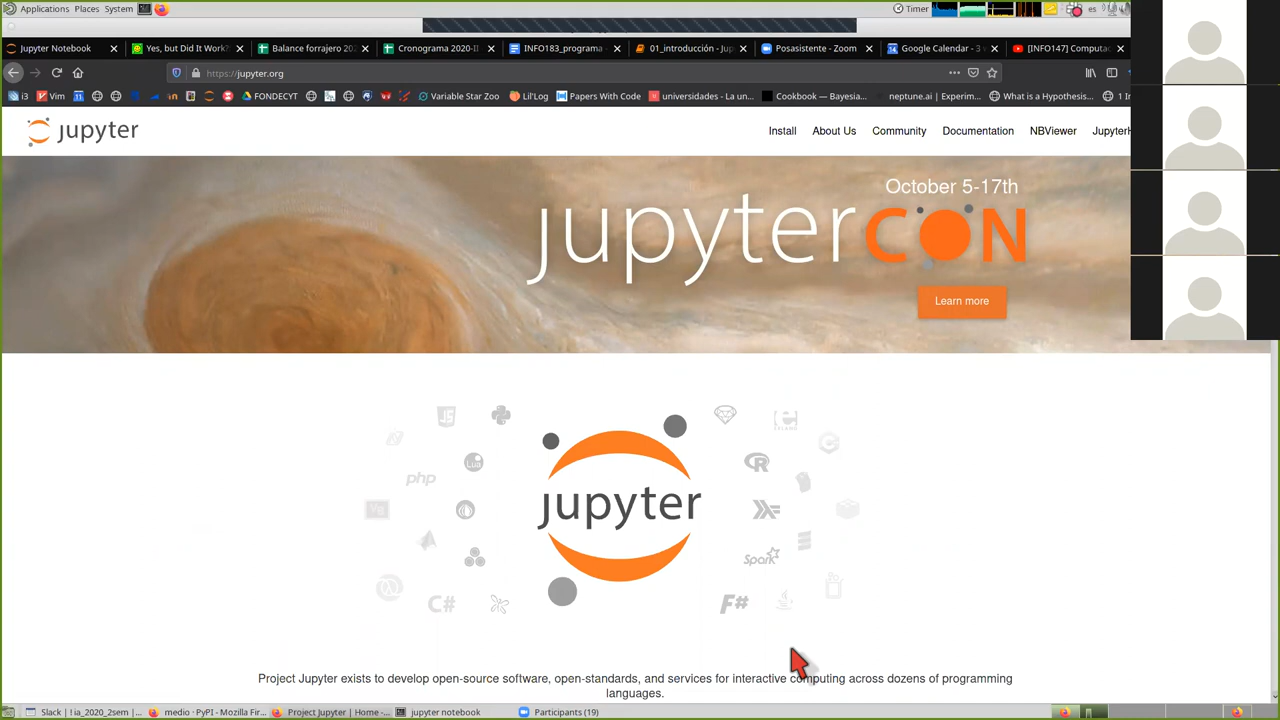 Applications Places System
Timer
es
Jupyter Notebook
Yes, but Did It Work?
Balance forrajero 202
Cronograma 2020-II
INFO183_programa
01_introducción - Jup
Posasistente - Zoom
Google Calendar - 3
[INFO147] Computac
https://jupyter.org
i3
Vim
FONDECYT
Variable Star Zoo
Lil'Log
Papers With Code
universidades - La un...
Cookbook — Bayesia...
neptune.ai | Experim...
What is a Hypothesis...
jupyter
Install
About Us
Community
Documentation
NBViewer
October 5-17th
jupyterCON
Learn more
JS
php
Lua
C#
jupyter
R
Spark
F#
Project Jupyter exists to develop open-source software, open-standards, and services for interactive computing across dozens of programming
languages.
Slack | !ia_2020_2sem |...
medio · PyPI - Mozilla Fir...
Project Jupyter | Home -...
jupyter notebook
Participants (19)